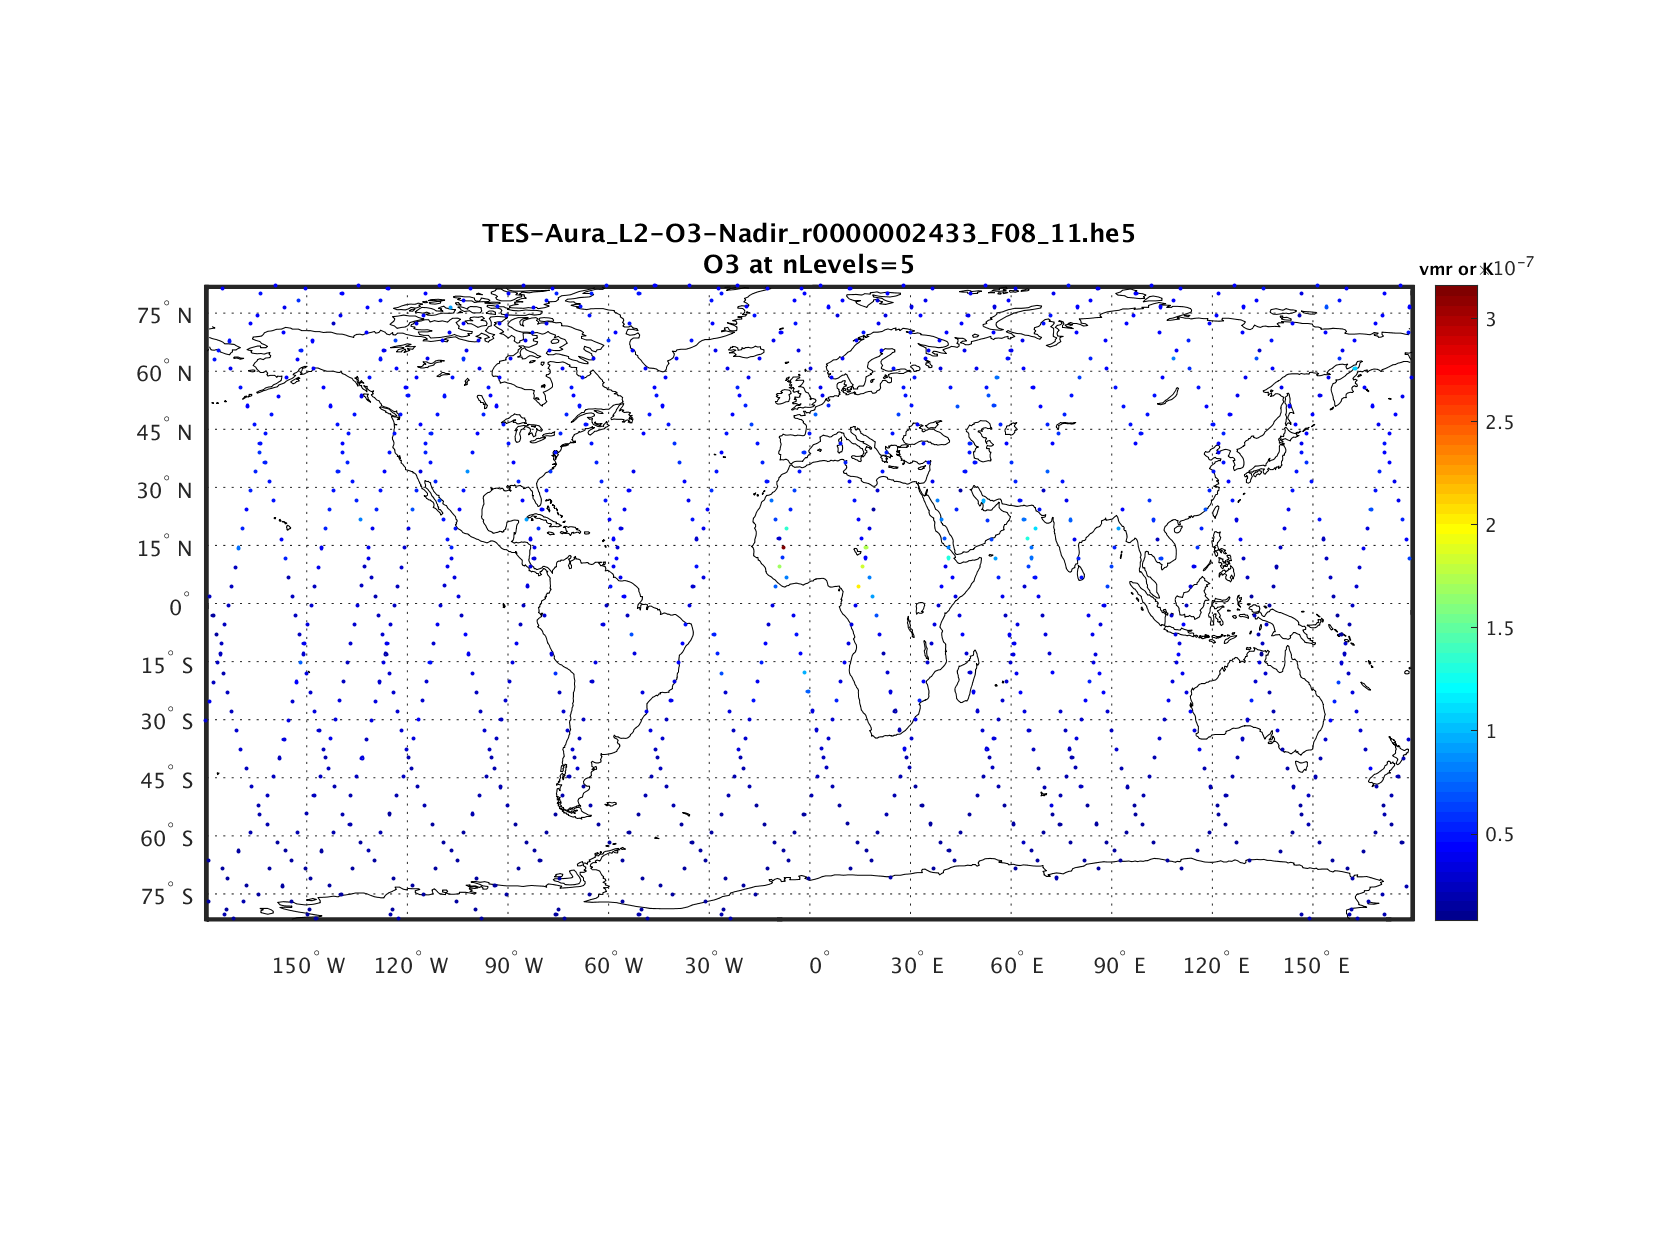 TES-Aura_L2-O3-Nadir_r0000002433_F08_11.he5
O3 at nLevels=5
vmr or K ×10⁻⁷
75° N
60° N
45° N
30° N
15° N
0°
15° S
30° S
45° S
60° S
75° S
150° W 120° W 90° W 60° W 30° W 0° 30° E 60° E 90° E 120° E 150° E
3
2.5
2
1.5
1
0.5